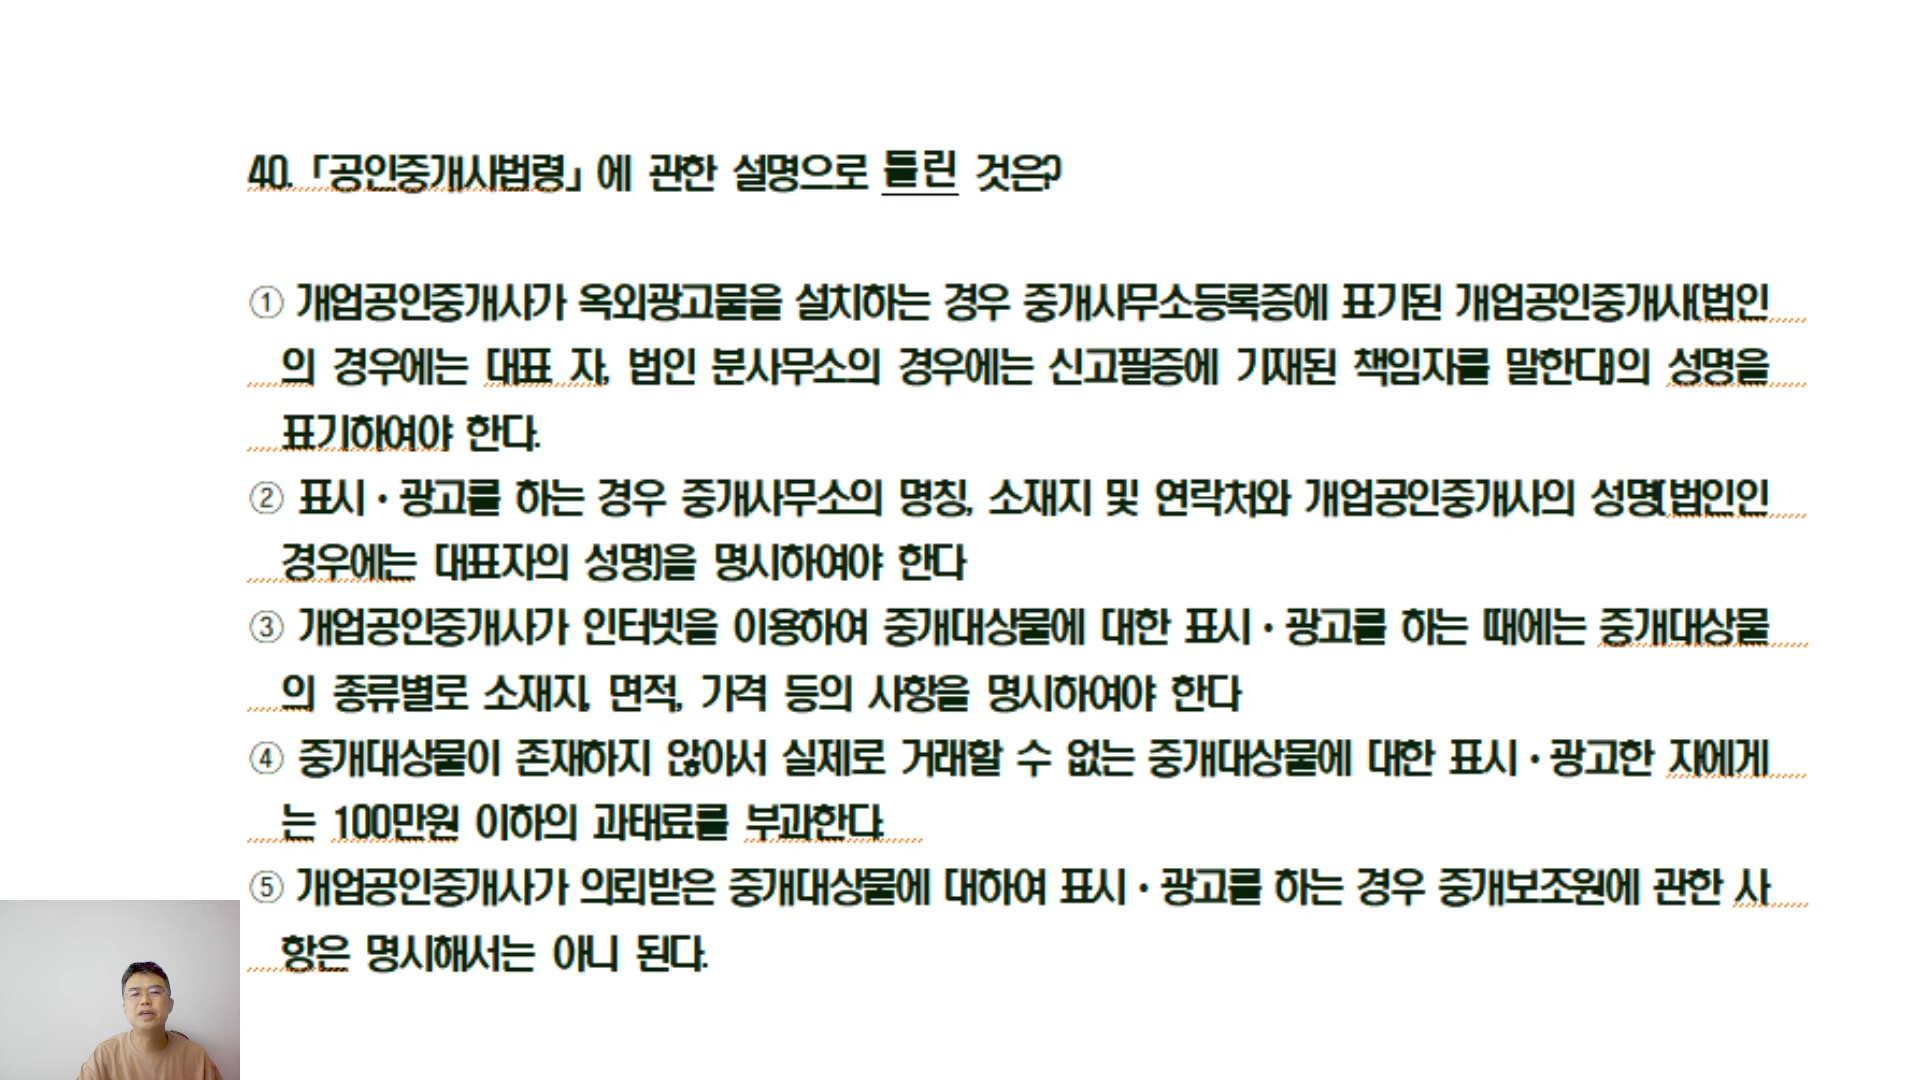 40. 「공인중개사법령」에 관한 설명으로 틀린 것은?
① 개업공인중개사가 옥외광고물을 설치하는 경우 중개사무소등록증에 표기된 개업공인중개사(법인
의 경우에는 대표 자, 법인 분사무소의 경우에는 신고필증에 기재된 책임자를 말한다)의 성명을
표기하여야 한다.
② 표시·광고를 하는 경우 중개사무소의 명칭, 소재지 및 연락처와 개업공인중개사의 성명(법인인
경우에는 대표자의 성명)을 명시하여야 한다
③ 개업공인중개사가 인터넷을 이용하여 중개대상물에 대한 표시·광고를 하는 때에는 중개대상물
의 종류별로 소재지, 면적, 가격 등의 사항을 명시하여야 한다
④ 중개대상물이 존재하지 않아서 실제로 거래할 수 없는 중개대상물에 대한 표시·광고한 자에게
는 100만원 이하의 과태료를 부과한다.
⑤ 개업공인중개사가 의뢰받은 중개대상물에 대하여 표시·광고를 하는 경우 중개보조원에 관한 사
항은 명시해서는 아니 된다.